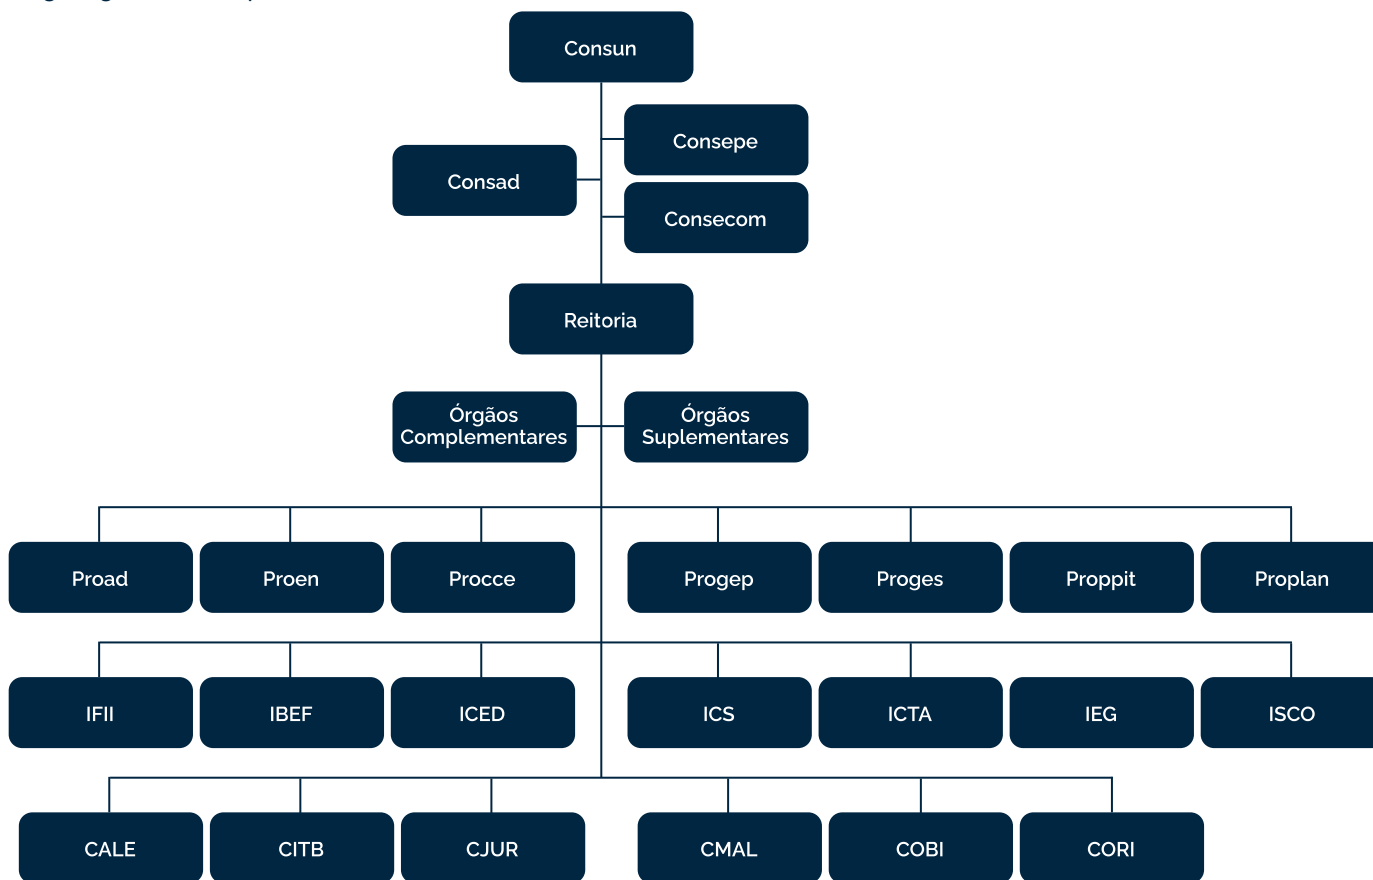 Consun
Consepe
Consad
Consecom
Reitoria
Órgãos
Complementares
Órgãos
Suplementares
Proad
Proen
Procce
Progep
Proges
Proppit
Proplan
IFII
IBEF
ICED
ICS
ICTA
IEG
ISCO
CALE
CITB
CJUR
CMAL
COBI
CORI